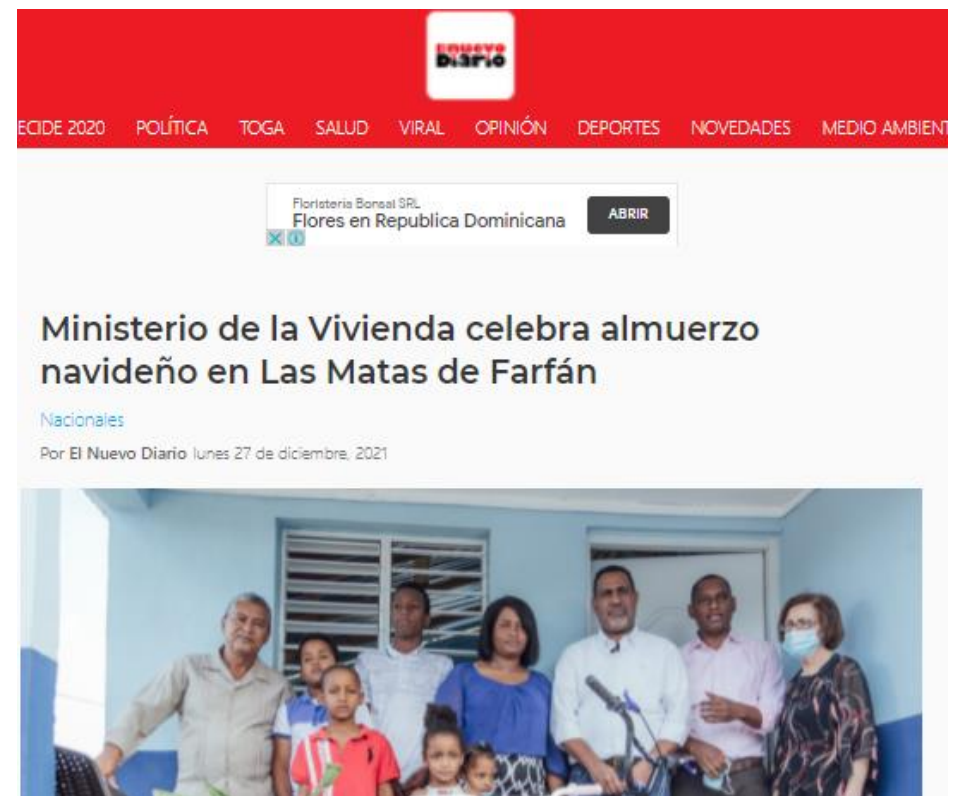 El nuevo
Diario
ECIDE 2020 POLÍTICA TOGA SALUD VIRAL OPINIÓN DEPORTES NOVEDADES MEDIO AMBIENT
Floristeria Bonsai SRL
Flores en Republica Dominicana
ABRIR
Ministerio de la Vivienda celebra almuerzo
navideño en Las Matas de Farfán
Nacionales
Por El Nuevo Diario lunes 27 de diciembre, 2021